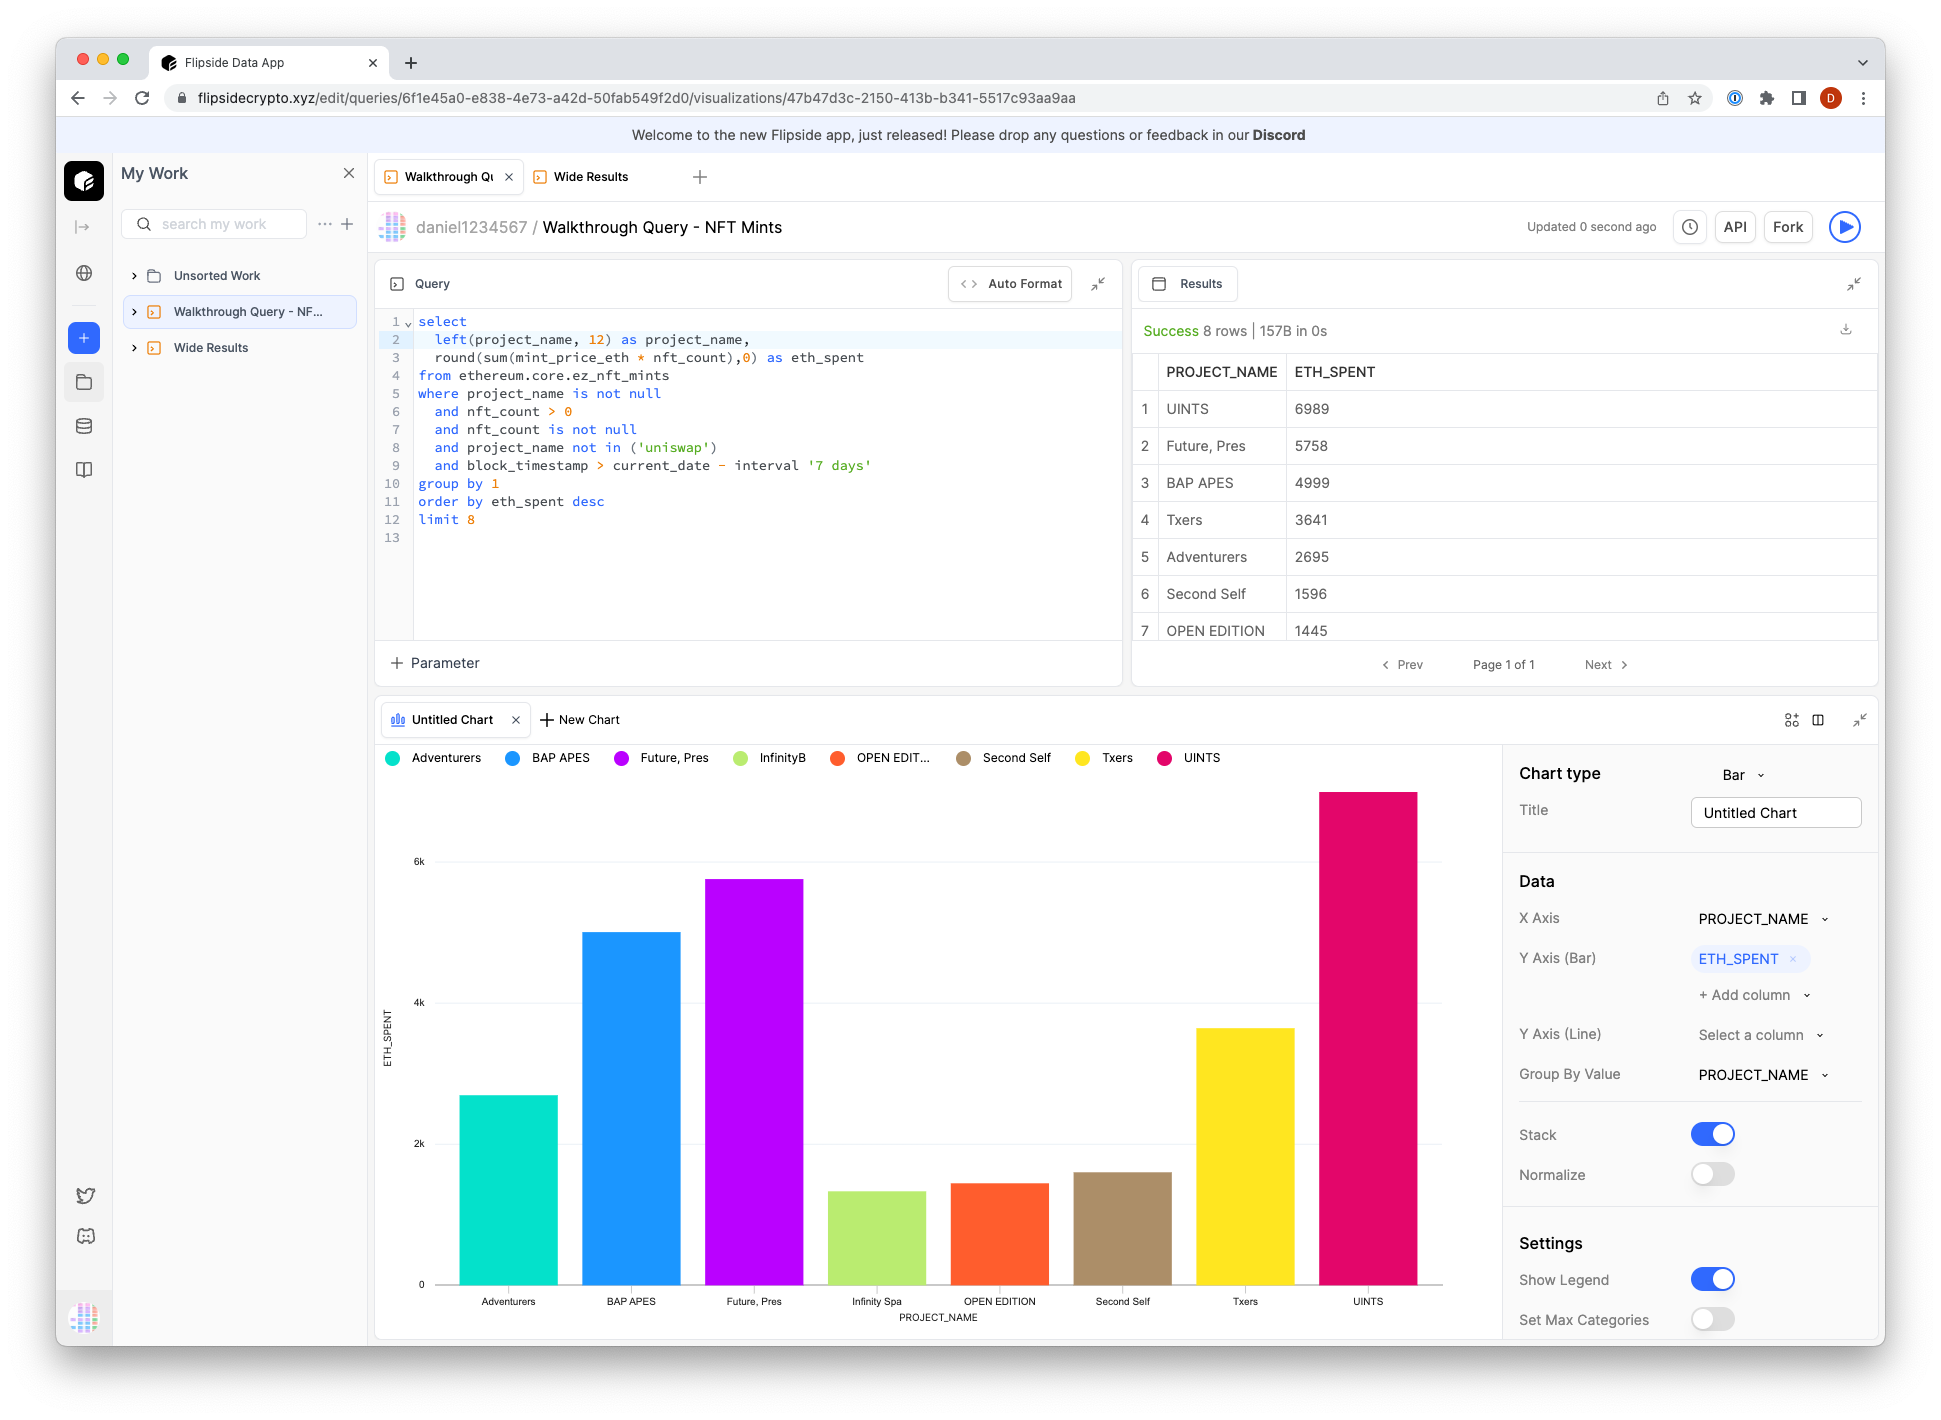 Flipside Data App
flipsidecrypto.xyz/edit/queries/6f1e45a0-e838-4e73-a42d-50fab549f2d0/visualizations/47b47d3c-2150-413b-b341-5517c93aa9aa
D
Welcome to the new Flipside app, just released! Please drop any questions or feedback in our Discord
My Work
search my work
Unsorted Work
Walkthrough Query - NF...
Wide Results
Walkthrough Qu
Wide Results
daniel1234567 / Walkthrough Query - NFT Mints
Updated 0 second ago
API
Fork
Query
<> Auto Format
1 select
2 left(project_name, 12) as project_name,
3 round(sum(mint_price_eth * nft_count),0) as eth_spent
4 from ethereum.core.ez_nft_mints
5 where project_name is not null
6 and nft_count > 0
7 and nft_count is not null
8 and project_name not in ('uniswap')
9 and block_timestamp > current_date - interval '7 days'
10 group by 1
11 order by eth_spent desc
12 limit 8
13
+ Parameter
Results
Success 8 rows | 157B in 0s
PROJECT_NAME ETH_SPENT
1 UINTS 6989
2 Future, Pres 5758
3 BAP APES 4999
4 Txers 3641
5 Adventurers 2695
6 Second Self 1596
7 OPEN EDITION 1445
Prev Page 1 of 1 Next
Untitled Chart
New Chart
Adventurers BAP APES Future, Pres InfinityB OPEN EDIT... Second Self Txers UINTS
6k
4k
2k
0
ETH_SPENT
Adventurers BAP APES Future, Pres Infinity Spa OPEN EDITION Second Self Txers UINTS
PROJECT_NAME
Chart type Bar
Title Untitled Chart
Data
X Axis PROJECT_NAME
Y Axis (Bar) ETH_SPENT ×
+ Add column
Y Axis (Line) Select a column
Group By Value PROJECT_NAME
Stack
Normalize
Settings
Show Legend
Set Max Categories